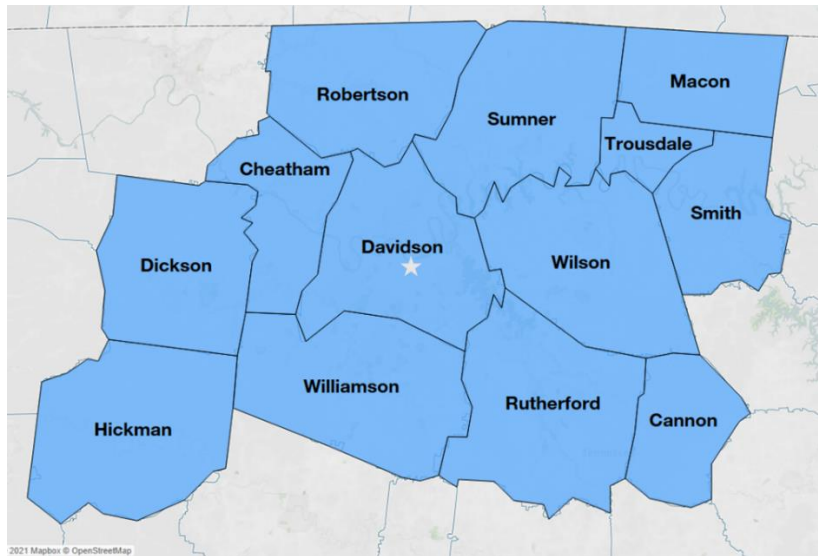 Macon
Robertson
Sumner
Trousdale
Cheatham
Smith
Davidson
Dickson
Wilson
Williamson
Rutherford
Cannon
Hickman
2021 Mapbox © OpenStreetMap